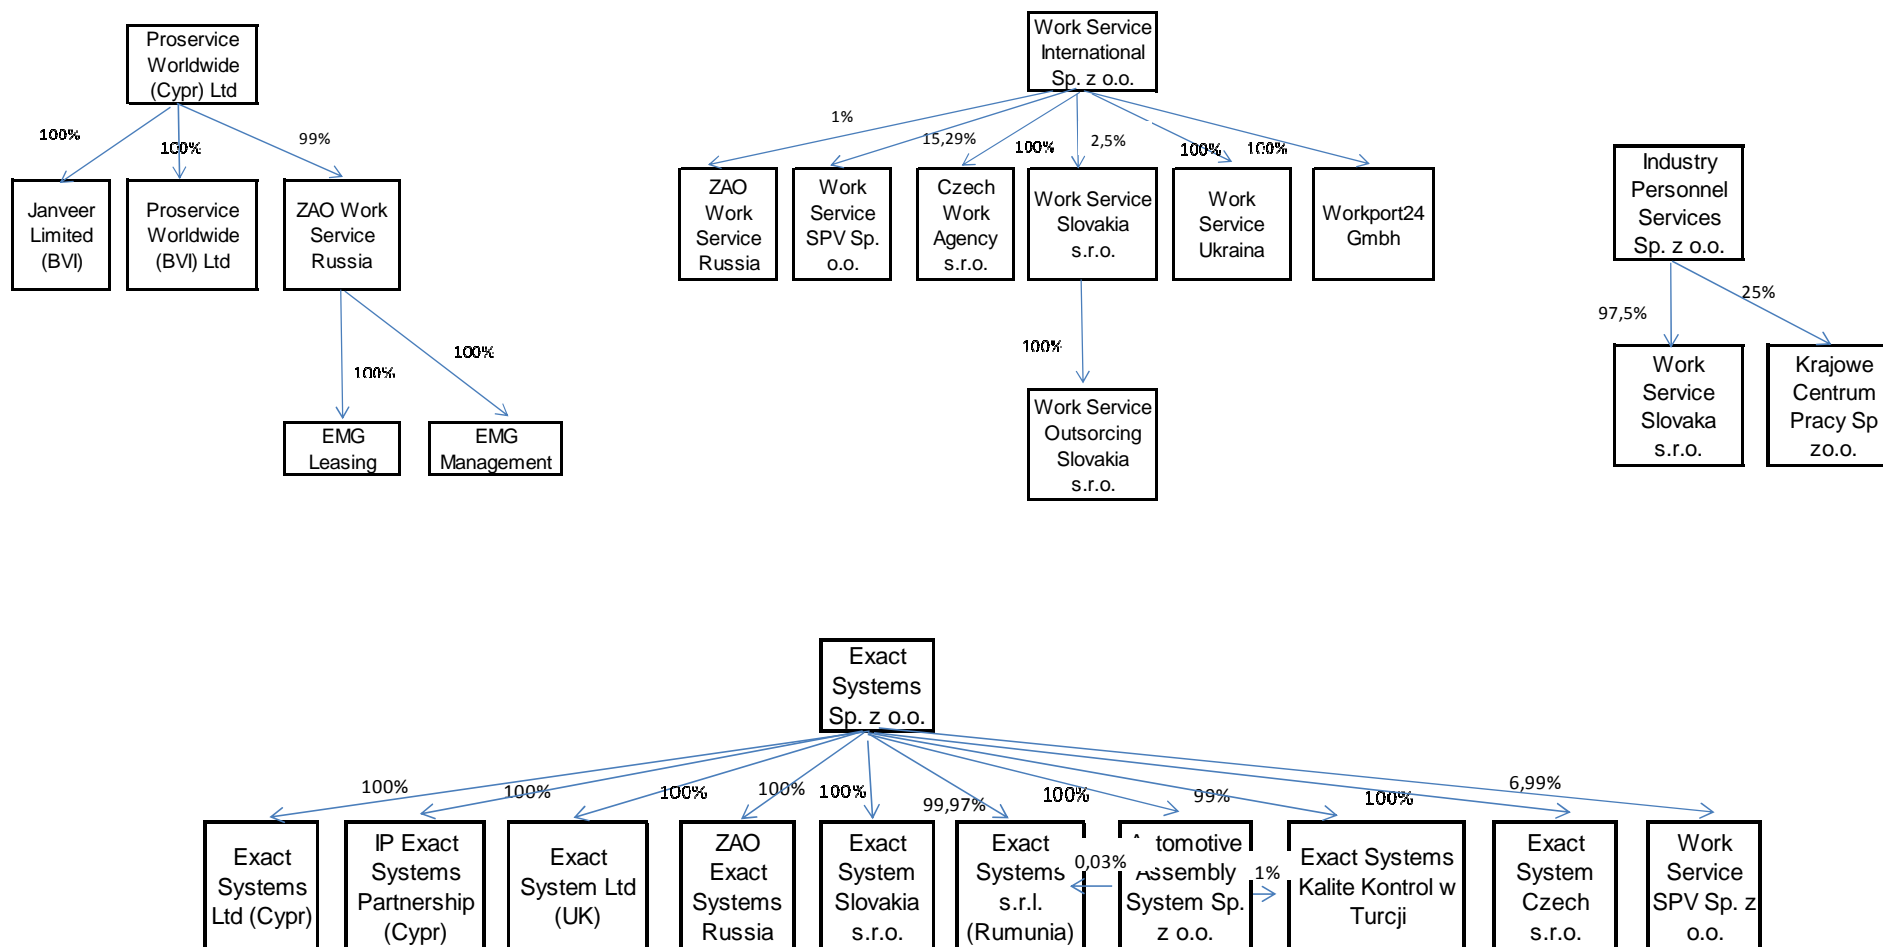 Proservice
Worldwide
(Cypr) Ltd
100%
100%
99%
Janveer
Limited
(BVI)
Proservice
Worldwide
(BVI) Ltd
ZAO Work
Service
Russia
100%
100%
EMG
Leasing
EMG
Management
Work Service
International
Sp. z o.o.
1%
15,29%
100%
2,5%
100%
100%
ZAO
Work
Service
Russia
Work
Service
SPV Sp.
o.o.
Czech
Work
Agency
s.r.o.
Work Service
Slovakia
s.r.o.
Work
Service
Ukraina
Workport24
Gmbh
100%
Work Service
Outsorcing
Slovakia
s.r.o.
Industry
Personnel
Services
Sp. z o.o.
97,5%
25%
Work
Service
Slovaka
s.r.o.
Krajowe
Centrum
Pracy Sp
zo.o.
Exact
Systems
Sp. z o.o.
100%
100%
100%
100%
100%
99,97%
100%
99%
100%
6,99%
Exact
Systems
Ltd (Cypr)
IP Exact
Systems
Partnership
(Cypr)
Exact
System Ltd
(UK)
ZAO
Exact
Systems
Russia
Exact
System
Slovakia
s.r.o.
Exact
Systems
s.r.l.
(Rumunia)
0,03%
Automotive
Assembly
System Sp.
z o.o.
1%
Exact Systems
Kalite Kontrol w
Turcji
Exact
System
Czech
s.r.o.
Work
Service
SPV Sp. z
o.o.